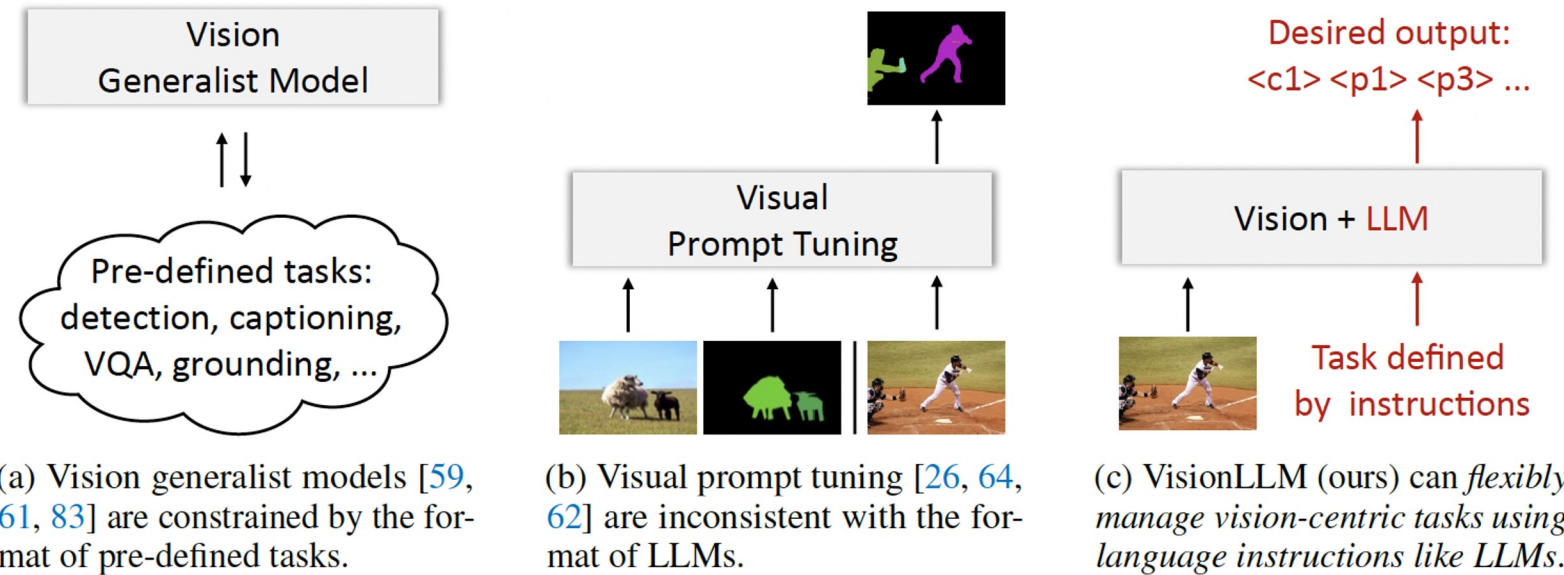 Vision
Generalist Model
Pre-defined tasks:
detection, captioning,
VQA, grounding, ...
(a) Vision generalist models [59,
61, 83] are constrained by the for-
mat of pre-defined tasks.
Visual
Prompt Tuning
(b) Visual prompt tuning [26, 64,
62] are inconsistent with the for-
mat of LLMs.
Desired output:
<c1> <p1> <p3> ...
Vision + LLM
Task defined
by instructions
(c) VisionLLM (ours) can flexibly
manage vision-centric tasks using
language instructions like LLMs.